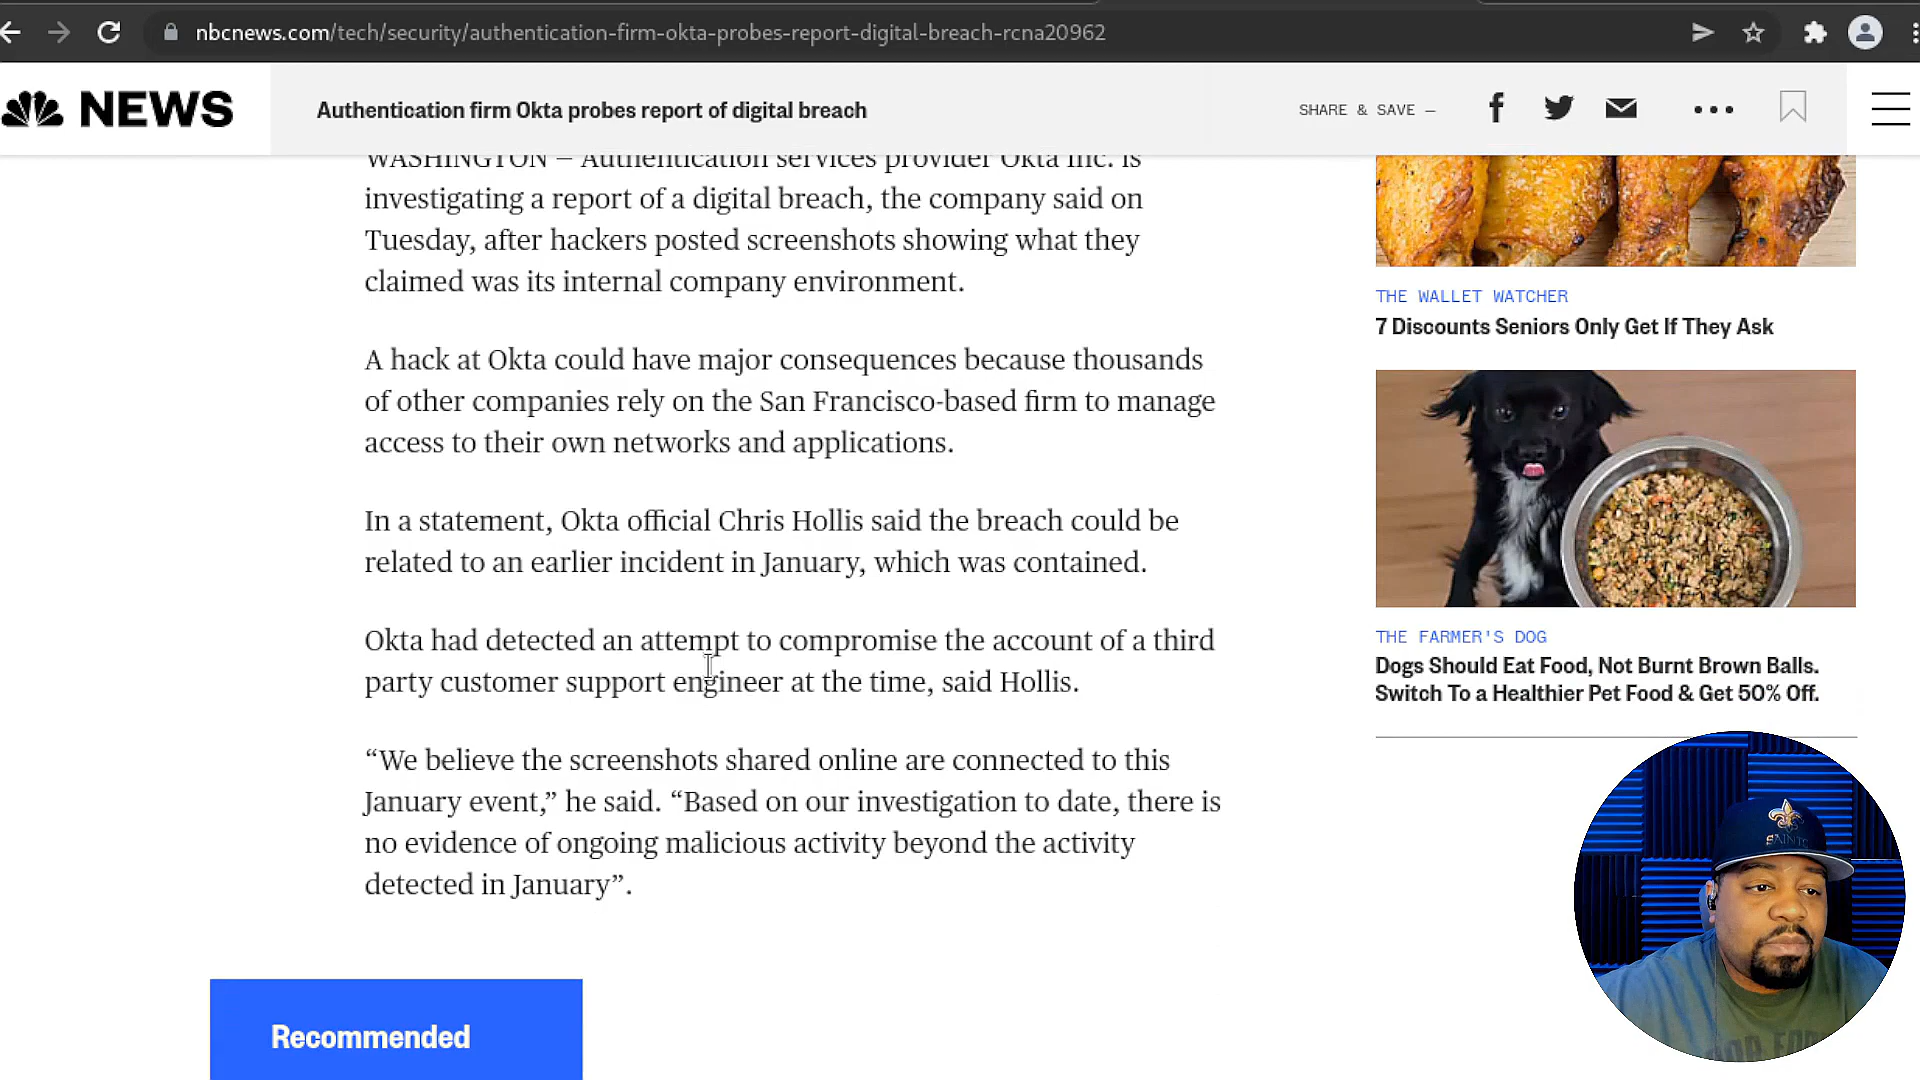 nbcnews.com/tech/security/authentication-firm-okta-probes-report-digital-breach-rcna20962
NEWS
Authentication firm Okta probes report of digital breach
SHARE & SAVE —
WASHINGTON — Authentication services provider Okta Inc. is
investigating a report of a digital breach, the company said on
Tuesday, after hackers posted screenshots showing what they
claimed was its internal company environment.
A hack at Okta could have major consequences because thousands
of other companies rely on the San Francisco-based firm to manage
access to their own networks and applications.
In a statement, Okta official Chris Hollis said the breach could be
related to an earlier incident in January, which was contained.
Okta had detected an attempt to compromise the account of a third
party customer support engineer at the time, said Hollis.
“We believe the screenshots shared online are connected to this
January event,” he said. “Based on our investigation to date, there is
no evidence of ongoing malicious activity beyond the activity
detected in January”.
Recommended
THE WALLET WATCHER
7 Discounts Seniors Only Get If They Ask
THE FARMER'S DOG
Dogs Should Eat Food, Not Burnt Brown Balls.
Switch To a Healthier Pet Food & Get 50% Off.
SAINTS